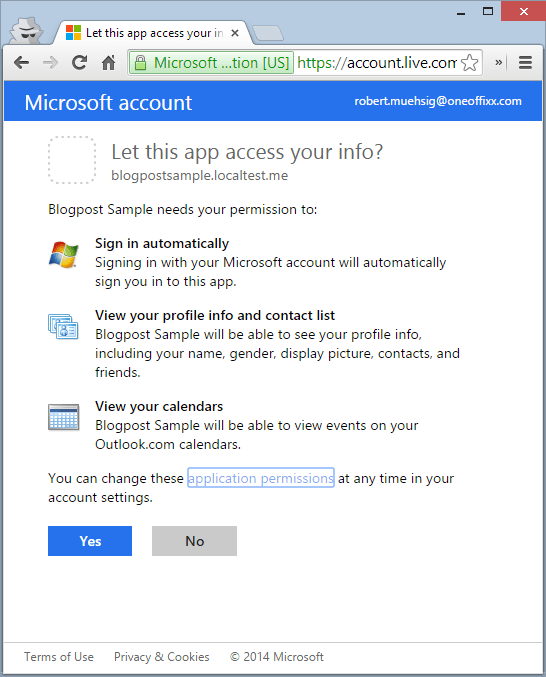 Let this app access your in
Microsoft ...tion [US] https://account.live.com »
Microsoft account robert.muehsig@oneoffixx.com
Let this app access your info?
blogpostsample.localtest.me
Blogpost Sample needs your permission to:
Sign in automatically
Signing in with your Microsoft account will automatically
sign you in to this app.
View your profile info and contact list
Blogpost Sample will be able to see your profile info,
including your name, gender, display picture, contacts, and
friends.
View your calendars
Blogpost Sample will be able to view events on your
Outlook.com calendars.
You can change these application permissions at any time in your
account settings.
Yes No
Terms of Use Privacy & Cookies © 2014 Microsoft